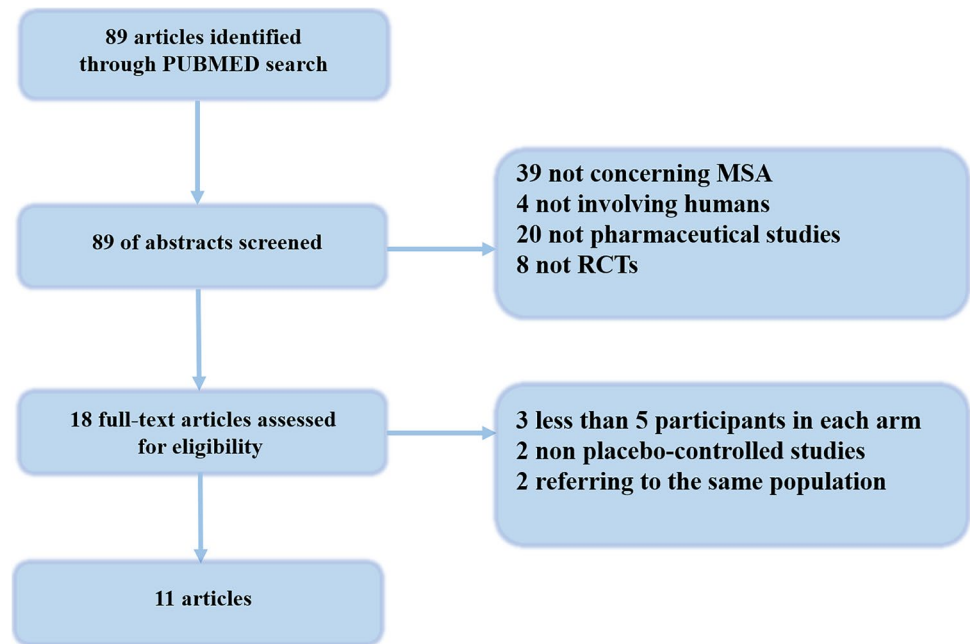 89 articles identified
through PUBMED search
89 of abstracts screened
39 not concerning MSA
4 not involving humans
20 not pharmaceutical studies
8 not RCTs
18 full-text articles assessed
for eligibility
3 less than 5 participants in each arm
2 non placebo-controlled studies
2 referring to the same population
11 articles